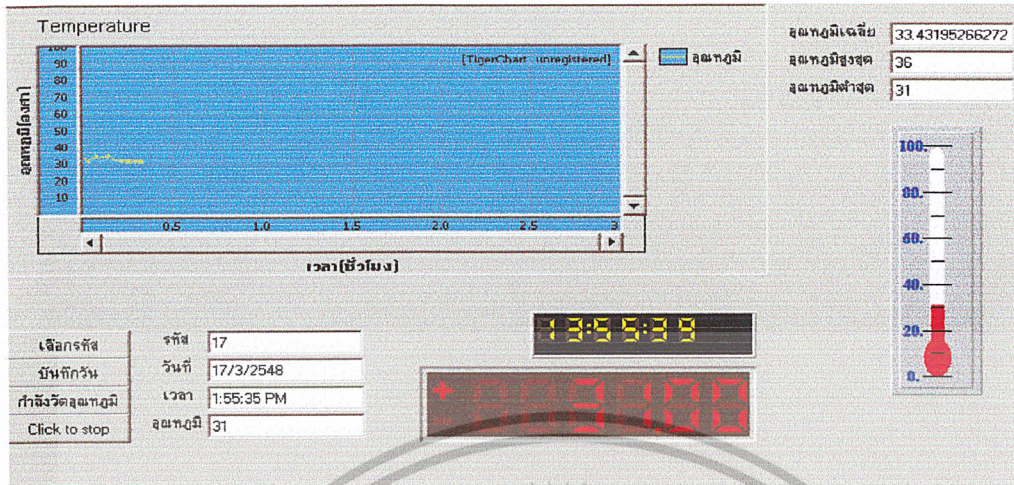 Temperature
100
90
80
70
60
50
40
30
20
10
อุณหภูมิ(องศา)
[TigerChart unregistered]
อุณหภูมิ
0.5 1.0 1.5 2.0 2.5 3
เวลา(ชั่วโมง)
อุณหภูมิเฉลี่ย 33.43195266272
อุณหภูมิสูงสุด 36
อุณหภูมิต่ำสุด 31
100.
80.
60.
40.
20.
0.
13:55:39
+ 31.00
เลือกรหัส
บันทึกวัน
กำลังวัดอุณหภูมิ
Click to stop
รหัส 17
วันที่ 17/3/2548
เวลา 1:55:35 PM
อุณหภูมิ 31